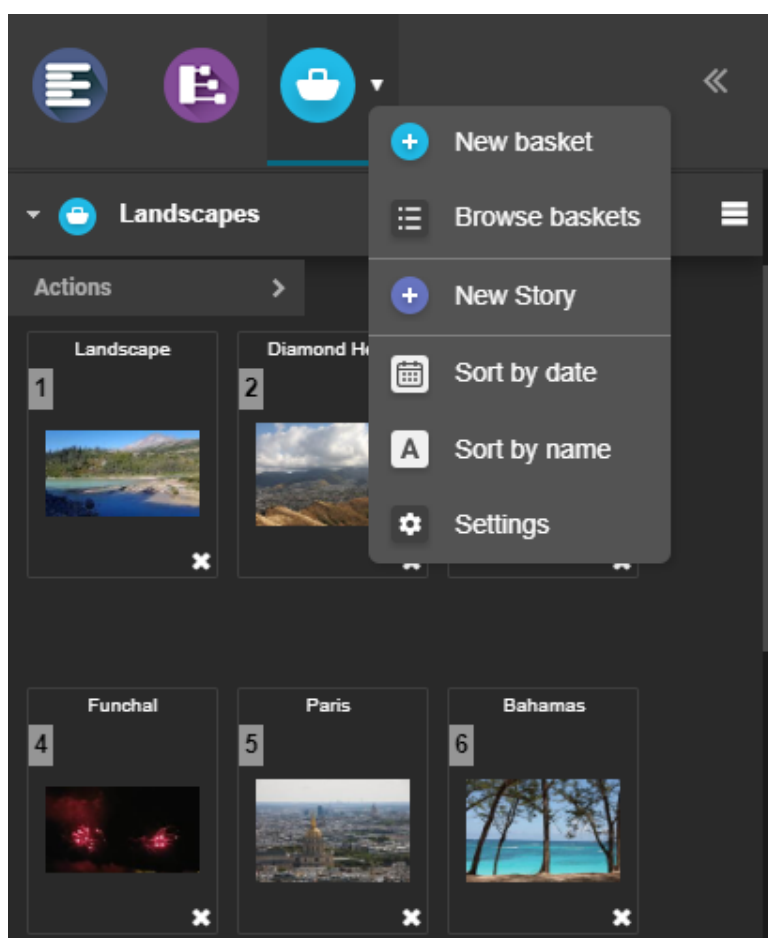 New basket
Landscapes
Browse baskets
Actions
New Story
Landscape
Diamond He
1
2
Sort by date
A
Sort by name
Settings
Funchal
Paris
Bahamas
4
5
6